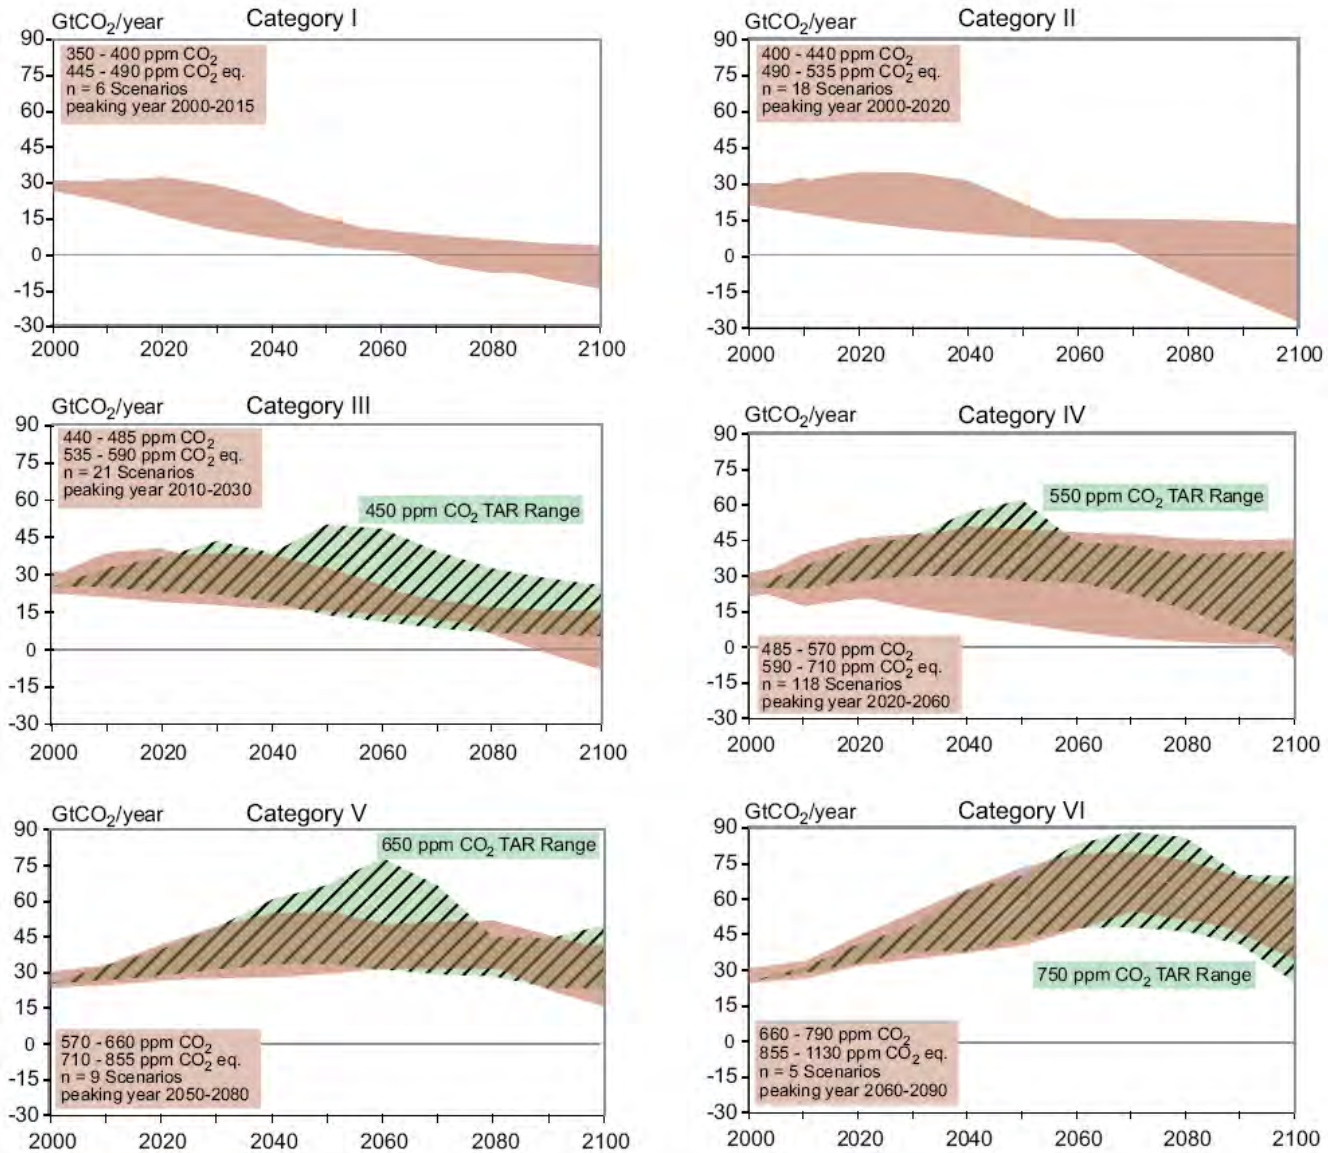 GtCO2/year Category I
90
350 - 400 ppm CO2
445 - 490 ppm CO2 eq.
n = 6 Scenarios
peaking year 2000-2015
75
60
45
30
15
0
-15
-30
2000 2020 2040 2060 2080 2100
GtCO2/year Category II
90
400 - 440 ppm CO2
490 - 535 ppm CO2 eq.
n = 18 Scenarios
peaking year 2000-2020
75
60
45
30
15
0
-15
-30
2000 2020 2040 2060 2080 2100
GtCO2/year Category III
90
440 - 485 ppm CO2
535 - 590 ppm CO2 eq.
n = 21 Scenarios
peaking year 2010-2030
450 ppm CO2 TAR Range
75
60
45
30
15
0
-15
-30
2000 2020 2040 2060 2080 2100
GtCO2/year Category IV
90
75
60
45
30
15
0
-15
-30
550 ppm CO2 TAR Range
485 - 570 ppm CO2
590 - 710 ppm CO2 eq.
n = 118 Scenarios
peaking year 2020-2060
2000 2020 2040 2060 2080 2100
GtCO2/year Category V
90
75
60
45
30
15
0
-15
-30
650 ppm CO2 TAR Range
570 - 660 ppm CO2
710 - 855 ppm CO2 eq.
n = 9 Scenarios
peaking year 2050-2080
2000 2020 2040 2060 2080 2100
GtCO2/year Category VI
90
75
60
45
30
15
0
-15
-30
750 ppm CO2 TAR Range
660 - 790 ppm CO2
855 - 1130 ppm CO2 eq.
n = 5 Scenarios
peaking year 2060-2090
2000 2020 2040 2060 2080 2100